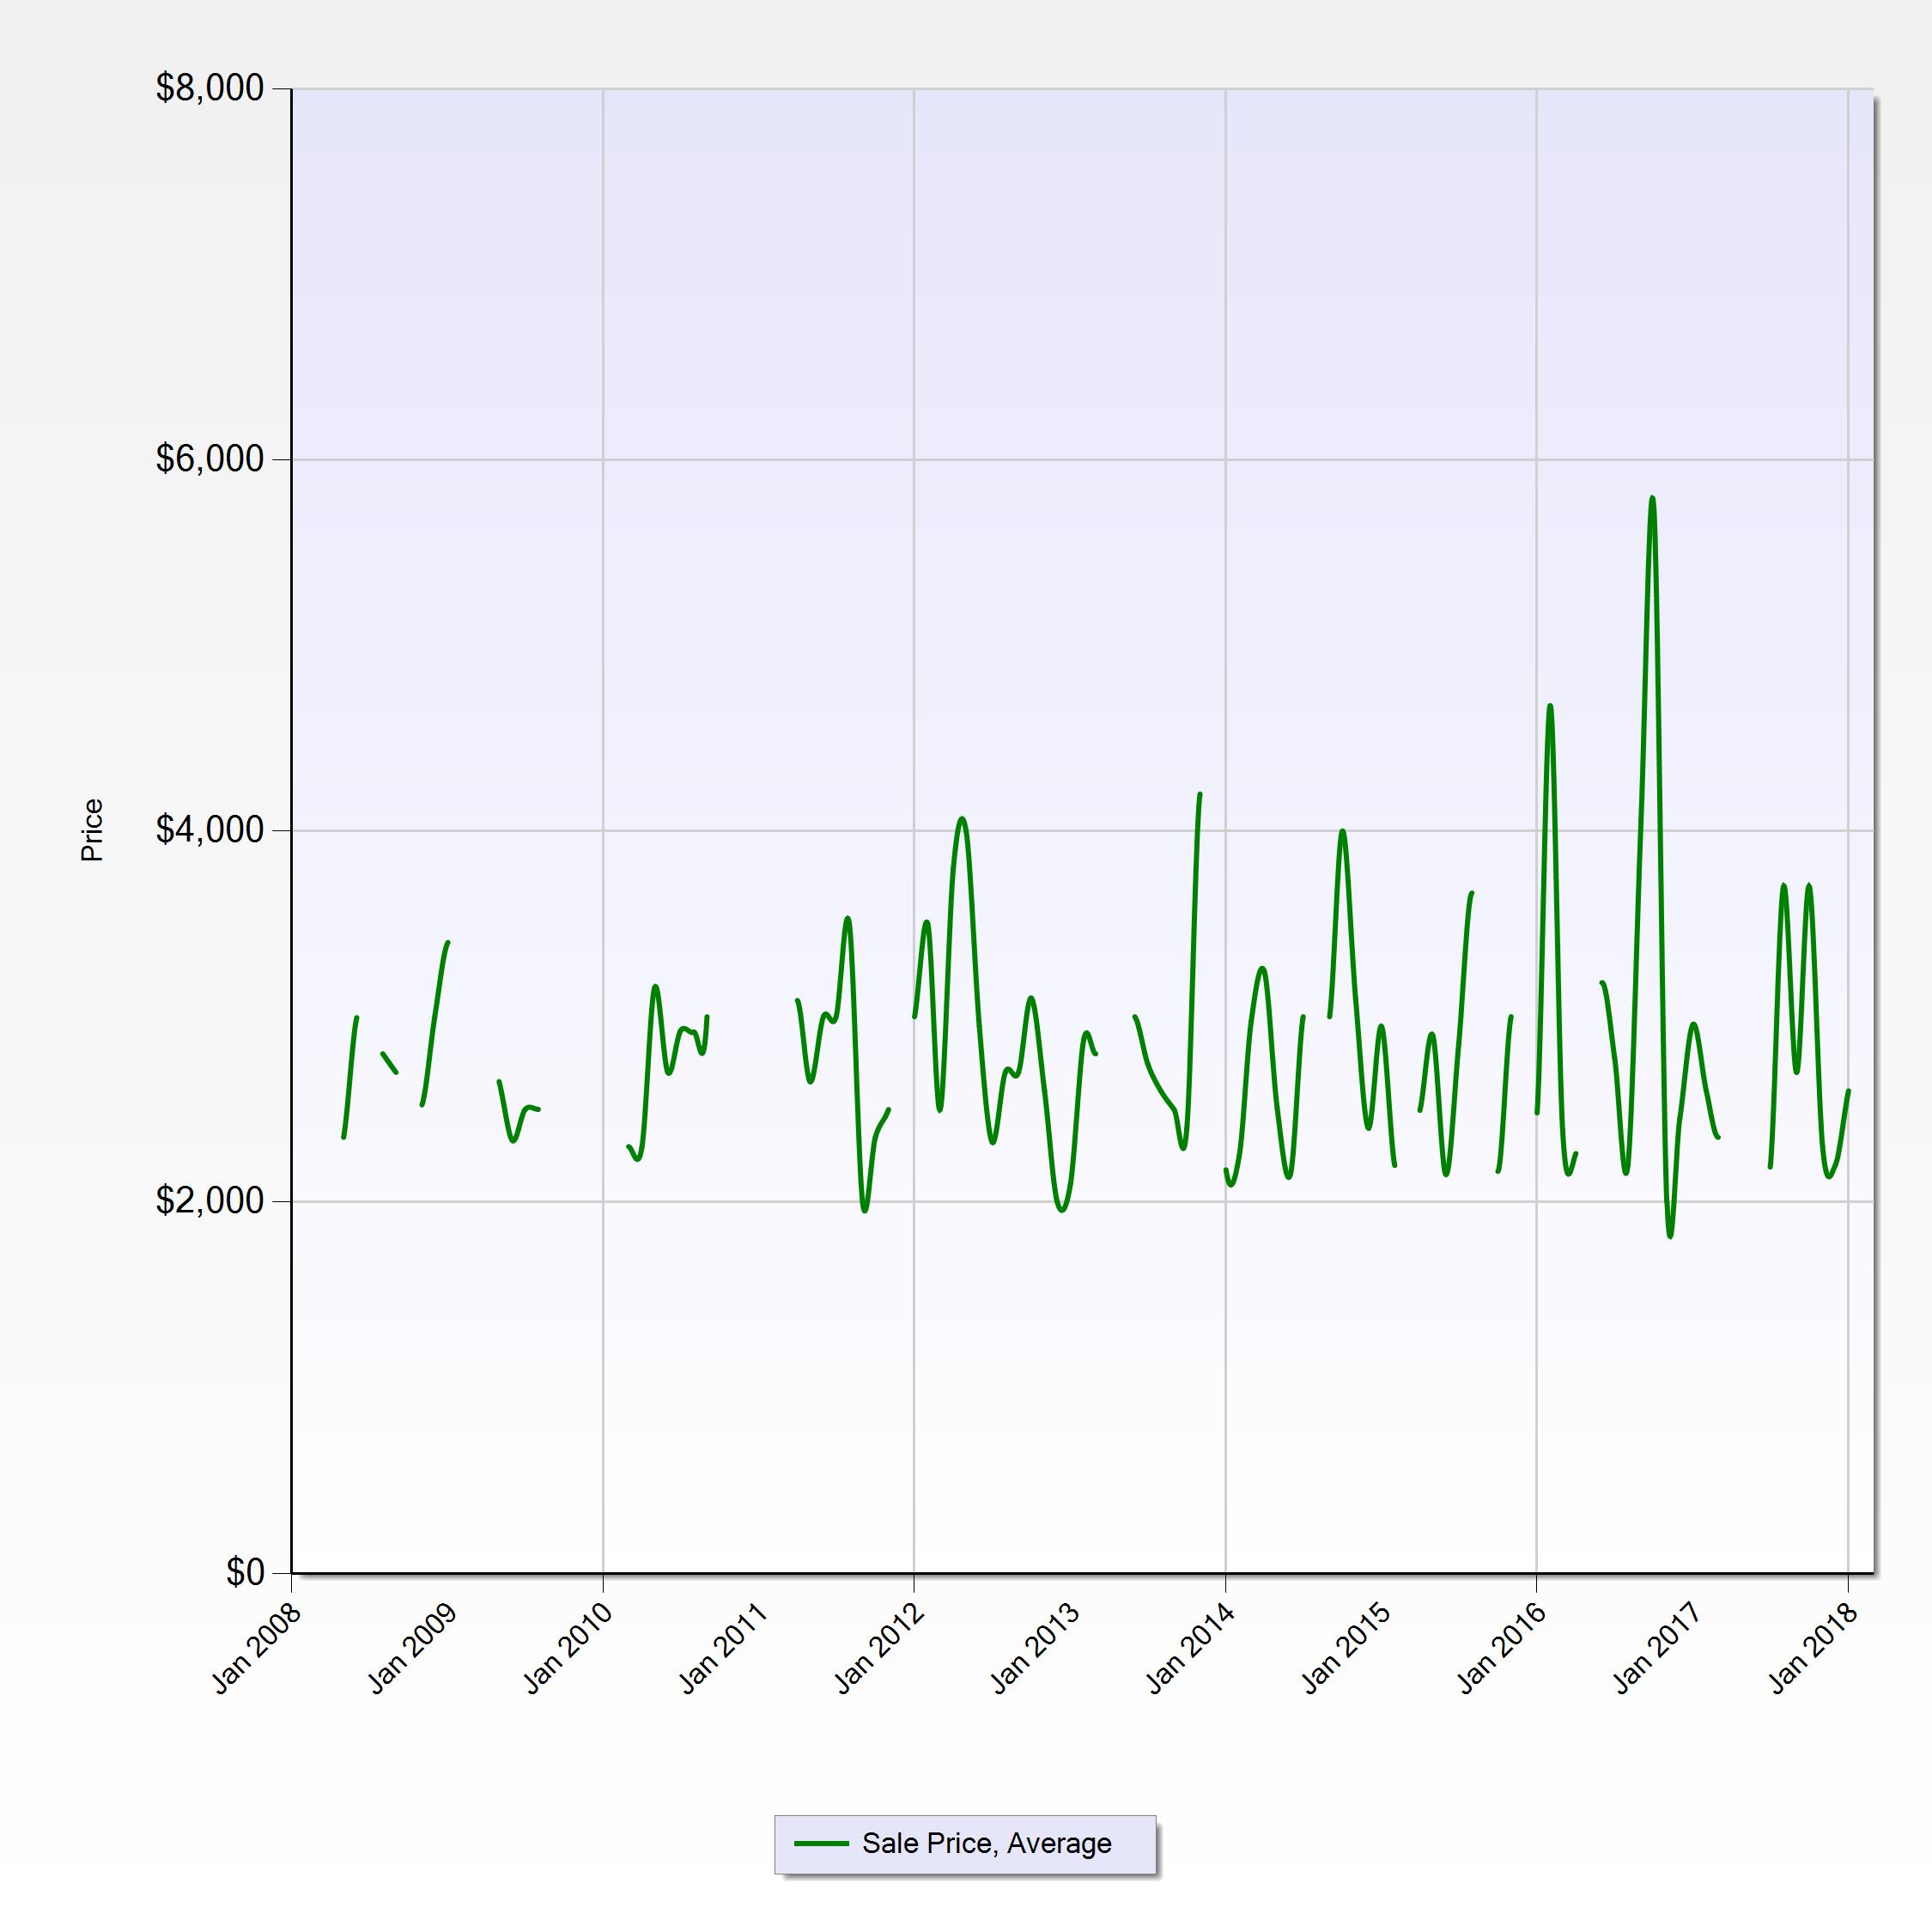 $8,000
$6,000
$4,000
$2,000
$0
Price
Jan 2008
Jan 2009
Jan 2010
Jan 2011
Jan 2012
Jan 2013
Jan 2014
Jan 2015
Jan 2016
Jan 2017
Jan 2018
Sale Price, Average